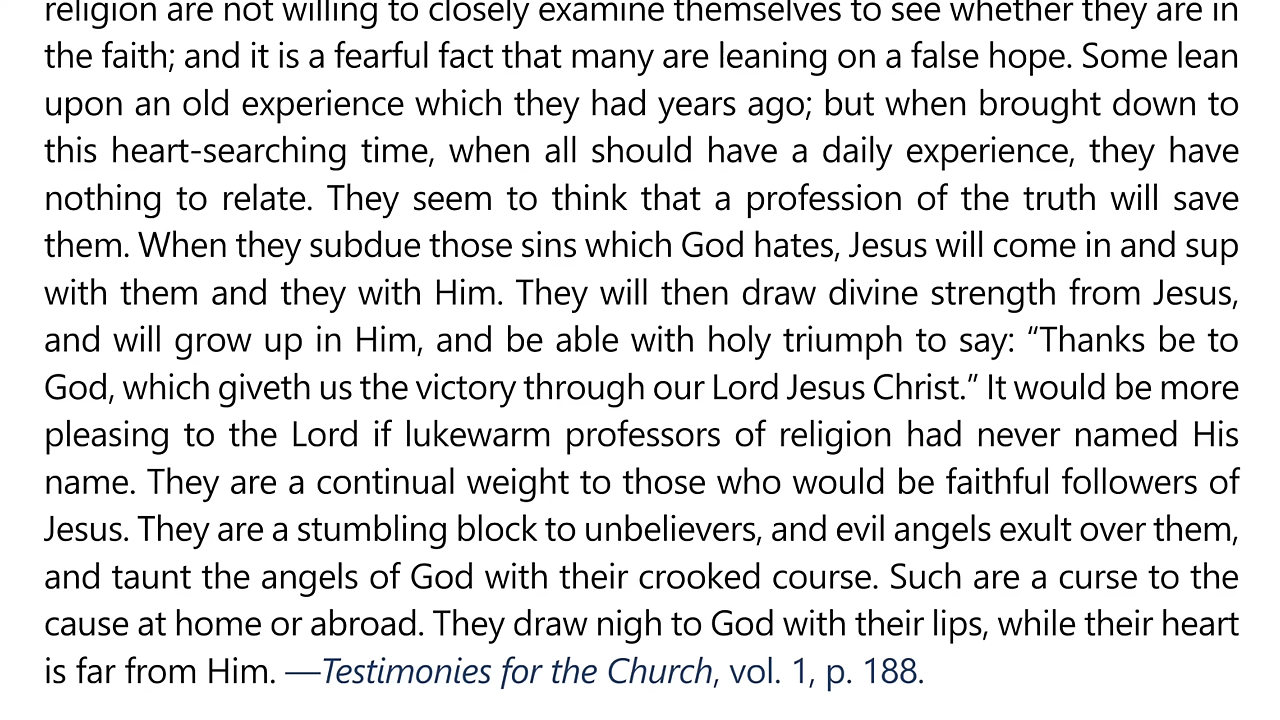 religion are not willing to closely examine themselves to see whether they are in
the faith; and it is a fearful fact that many are leaning on a false hope. Some lean
upon an old experience which they had years ago; but when brought down to
this heart-searching time, when all should have a daily experience, they have
nothing to relate. They seem to think that a profession of the truth will save
them. When they subdue those sins which God hates, Jesus will come in and sup
with them and they with Him. They will then draw divine strength from Jesus,
and will grow up in Him, and be able with holy triumph to say: “Thanks be to
God, which giveth us the victory through our Lord Jesus Christ.” It would be more
pleasing to the Lord if lukewarm professors of religion had never named His
name. They are a continual weight to those who would be faithful followers of
Jesus. They are a stumbling block to unbelievers, and evil angels exult over them,
and taunt the angels of God with their crooked course. Such are a curse to the
cause at home or abroad. They draw nigh to God with their lips, while their heart
is far from Him. —Testimonies for the Church, vol. 1, p. 188.